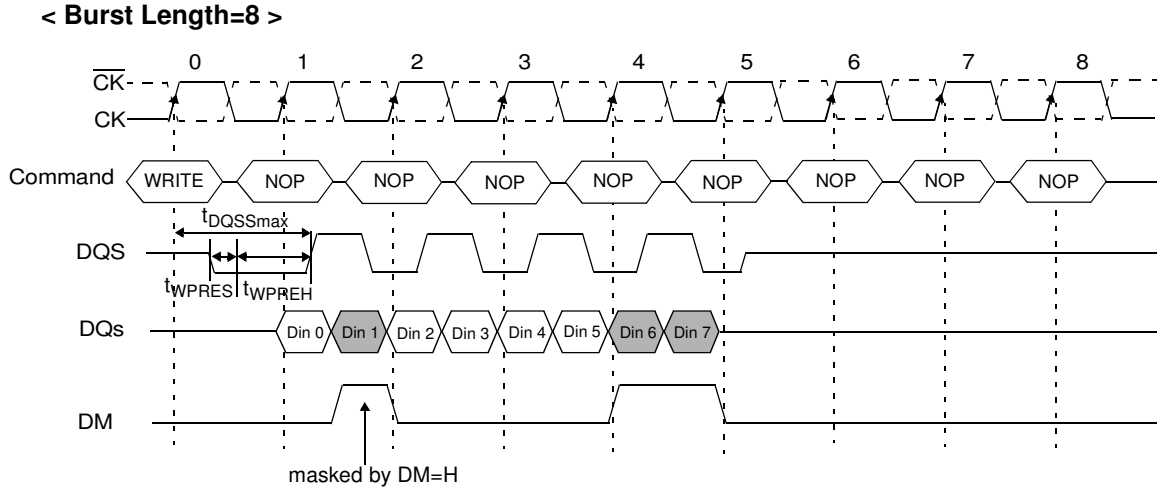 < Burst Length=8 >
0 1 2 3 4 5 6 7 8
CK
CK
Command WRITE NOP NOP NOP NOP NOP NOP NOP NOP
tDQSSmax
DQS
tWPRES tWPREH
DQs Din 0 Din 1 Din 2 Din 3 Din 4 Din 5 Din 6 Din 7
DM
masked by DM=H